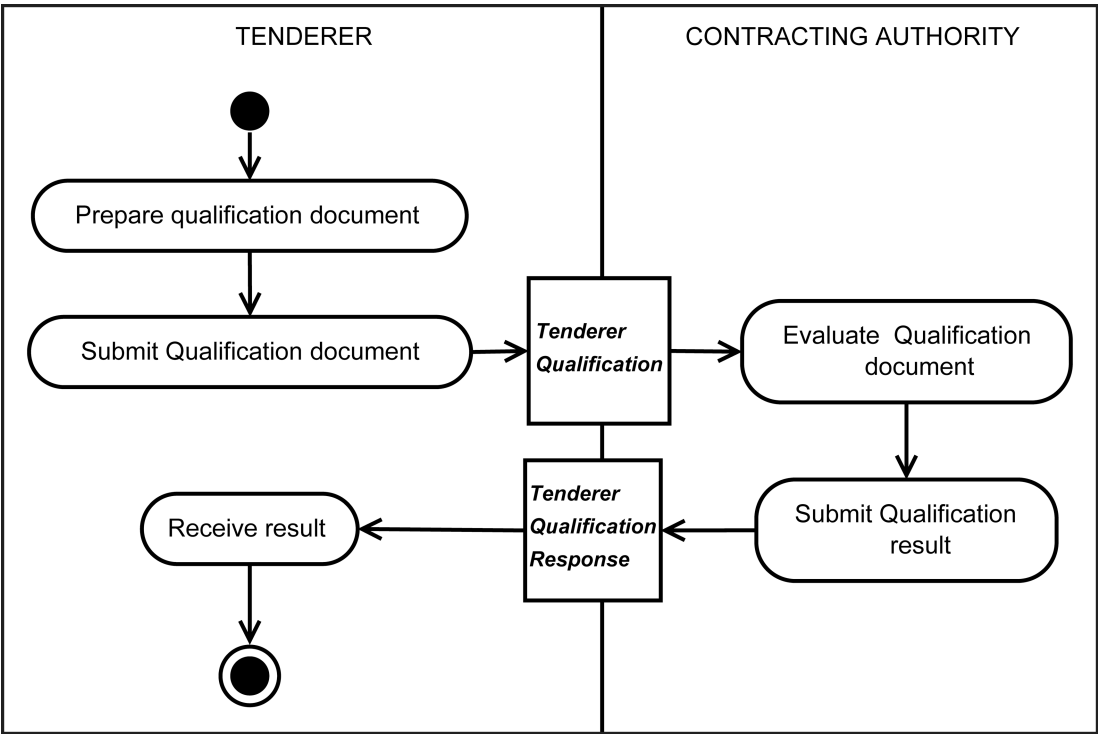 TENDERER
CONTRACTING AUTHORITY
Prepare qualification document
Submit Qualification document
Tenderer
Qualification
Evaluate  Qualification
document
Receive result
Tenderer
Qualification
Response
Submit Qualification
result